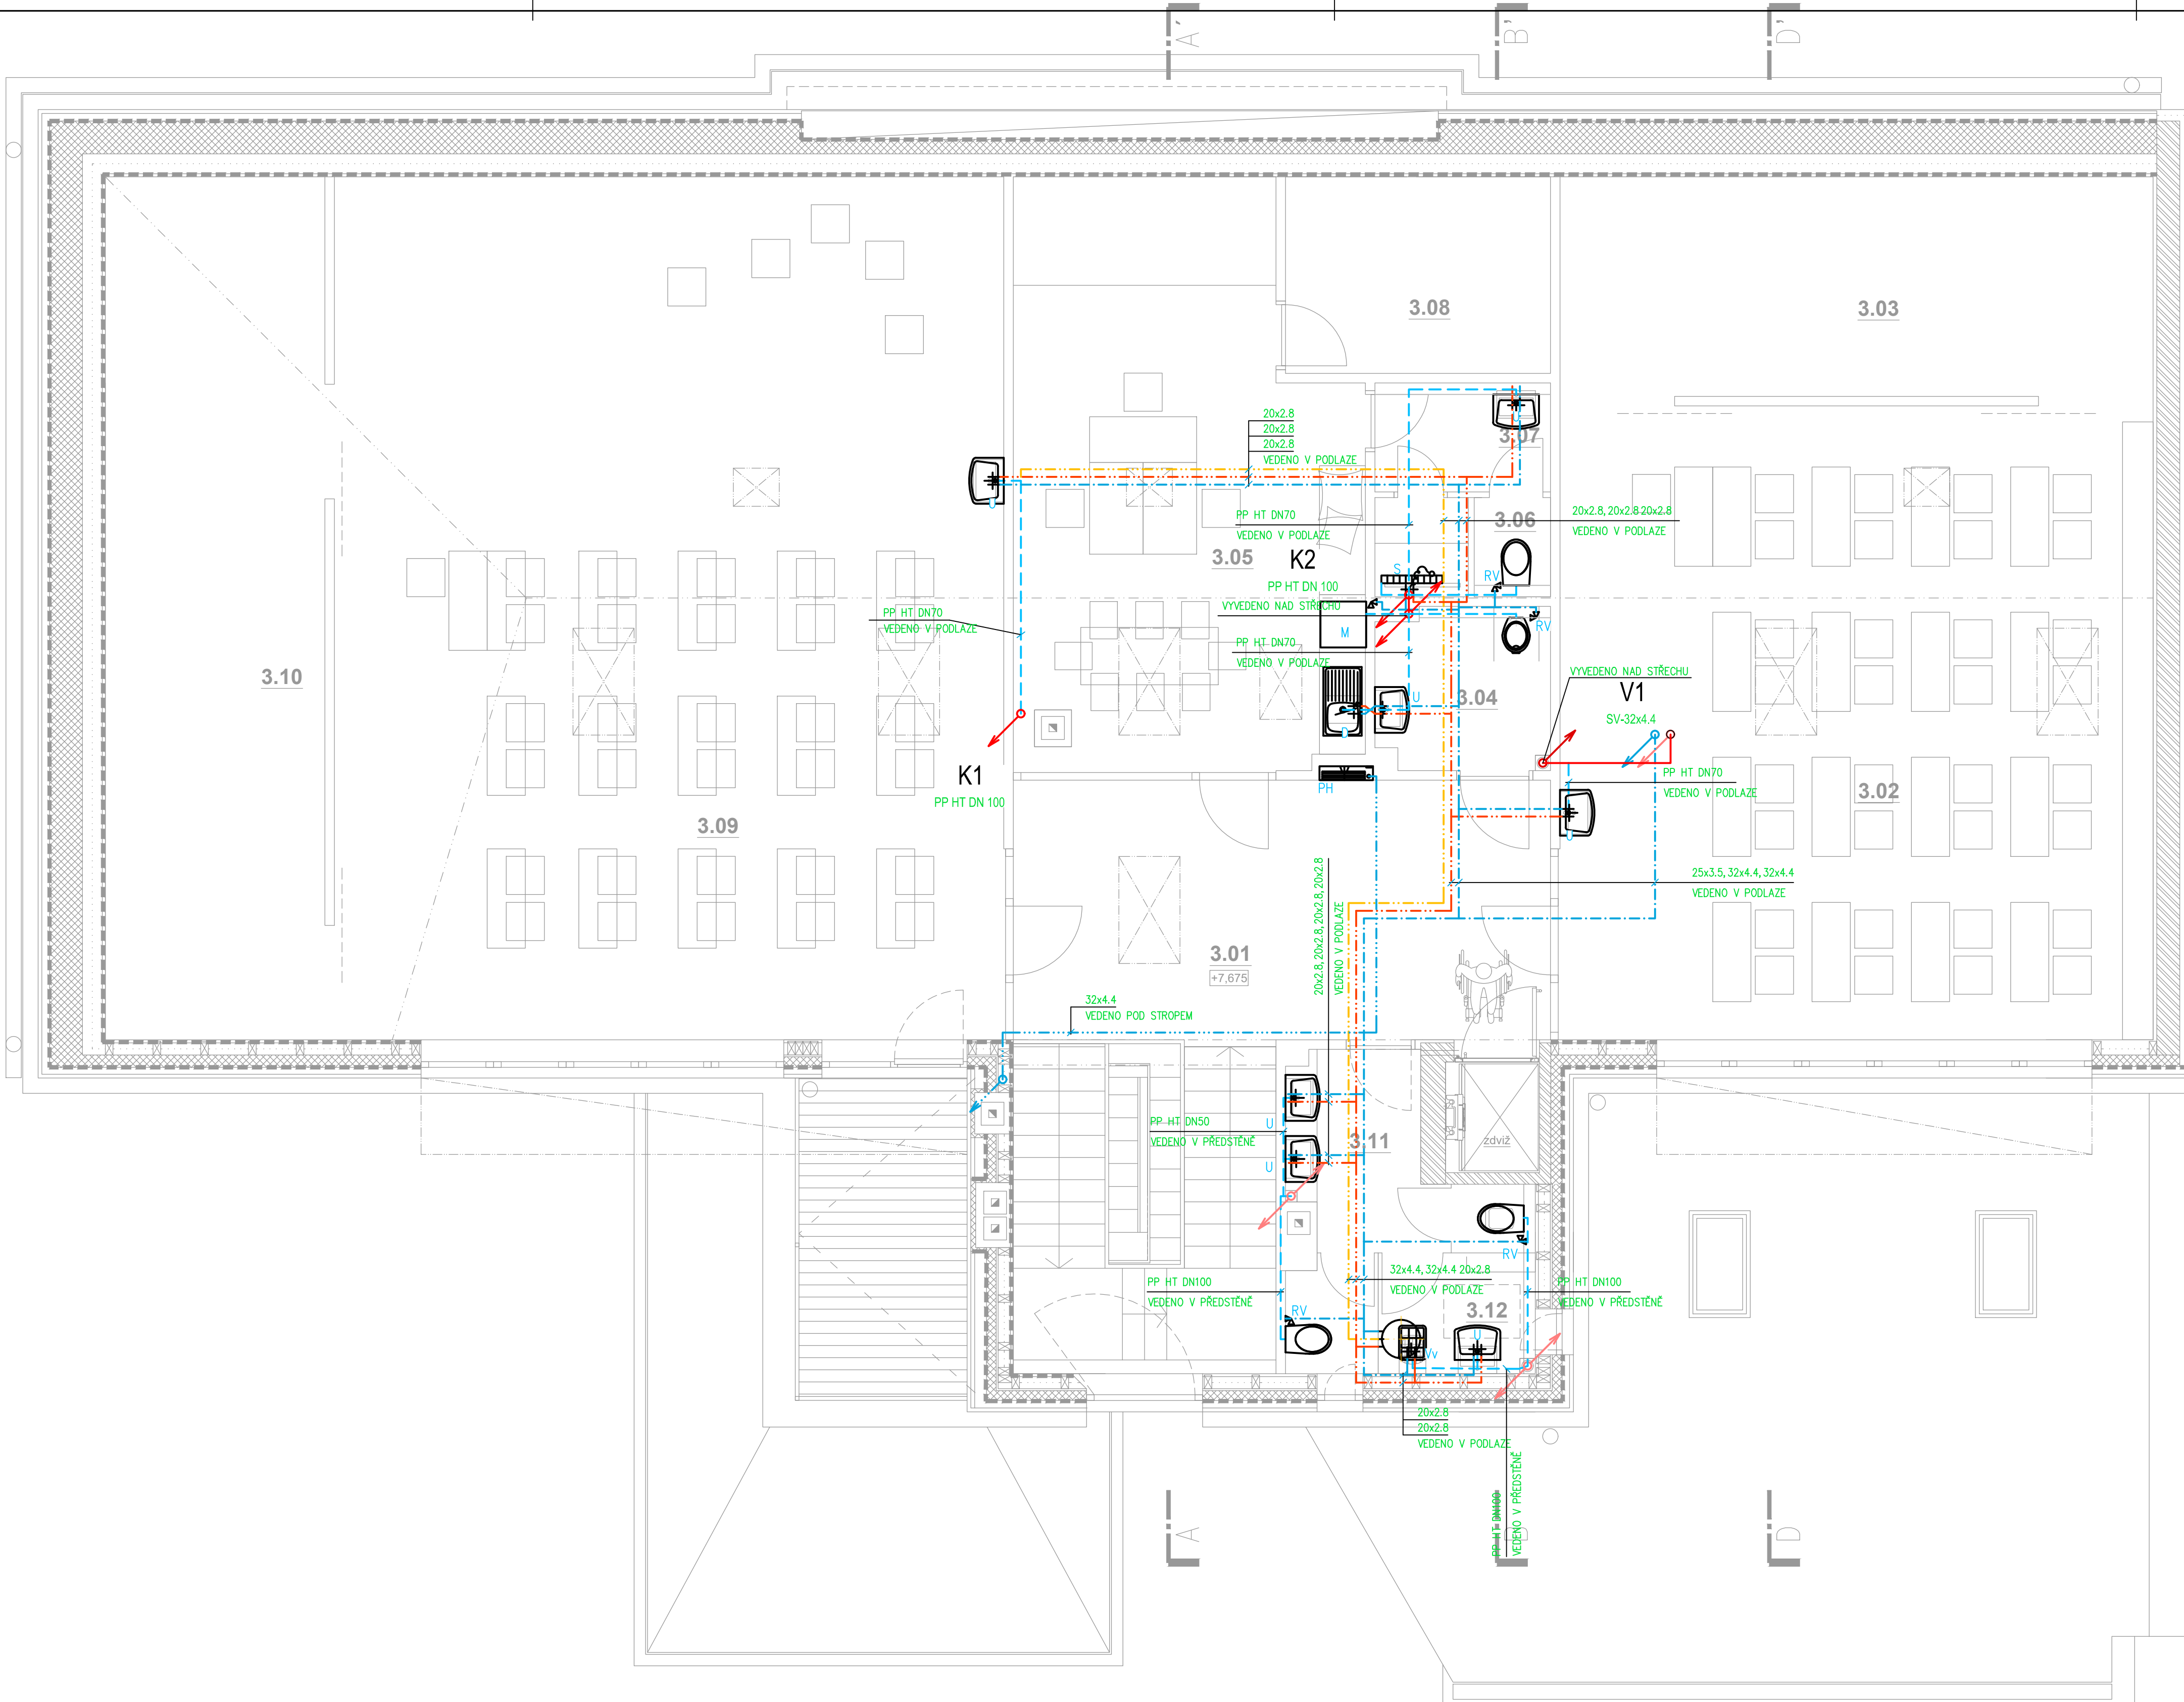 A'
B'
D'
3.08
3.03
20x2.8
20x2.8
20x2.8
VEDENO V PODLAZE
3.07
U
PP HT DN70
VEDENO V PODLAZE
20x2.8, 20x2.8 20x2.8
VEDENO V PODLAZE
3.06
3.05
K2
PP HT DN 100
VYVEDENO NAD STŘECHU
S
RV
PP HT DN70
VEDENO V PODLAZE
M
RV
PP HT DN70
VEDENO V PODLAZE
3.10
VYVEDENO NAD STŘECHU
V1
SV-32x4.4
U
3.04
D
K1
PP HT DN 100
PH
PP HT DN70
VEDENO V PODLAZE
3.02
3.09
U
25x3.5, 32x4.4, 32x4.4
VEDENO V PODLAZE
20x2.8, 20x2.8, 20x2.8, 20x2.8
VEDENO V PODLAZE
3.01
+7,675
32x4.4
VEDENO POD STROPEM
PP HT DN50
VEDENO V PŘEDSTĚNĚ
U
U
3.11
zdviž
RV
32x4.4, 32x4.4 20x2.8
VEDENO V PODLAZE
PP HT DN100
VEDENO V PŘEDSTĚNĚ
PP HT DN100
VEDENO V PŘEDSTĚNĚ
RV
3.12
U
Vv
20x2.8
20x2.8
VEDENO V PODLAZE
PP HT DN100
VEDENO V PŘEDSTĚNĚ
A
B
D